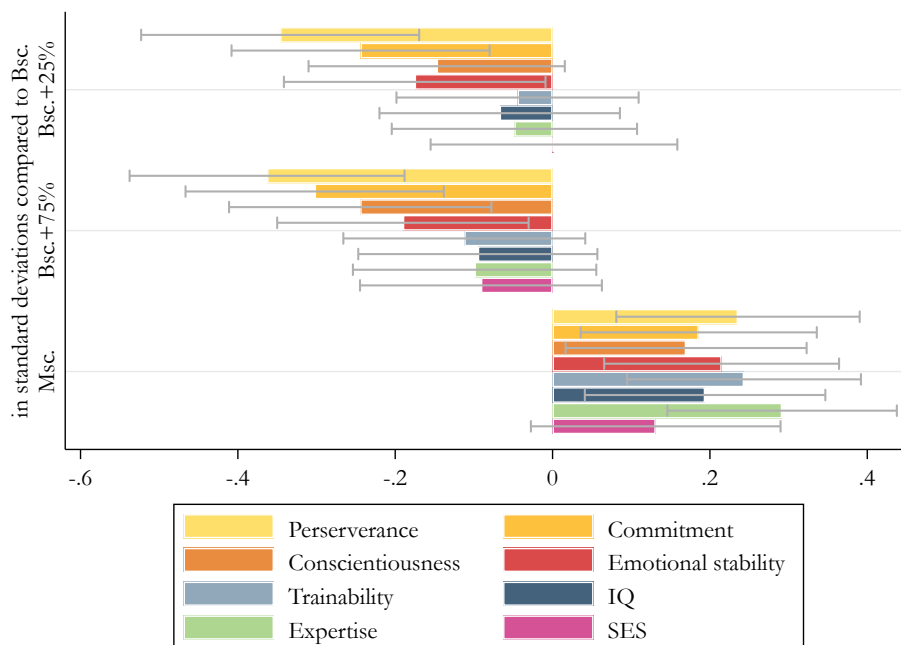 in standard deviations compared to Bsc.
Bsc.+25%
Bsc.+75%
Msc.
-.6 -.4 -.2 0 .2 .4
Perserverance Commitment
Conscientiousness Emotional stability
Trainability IQ
Expertise SES